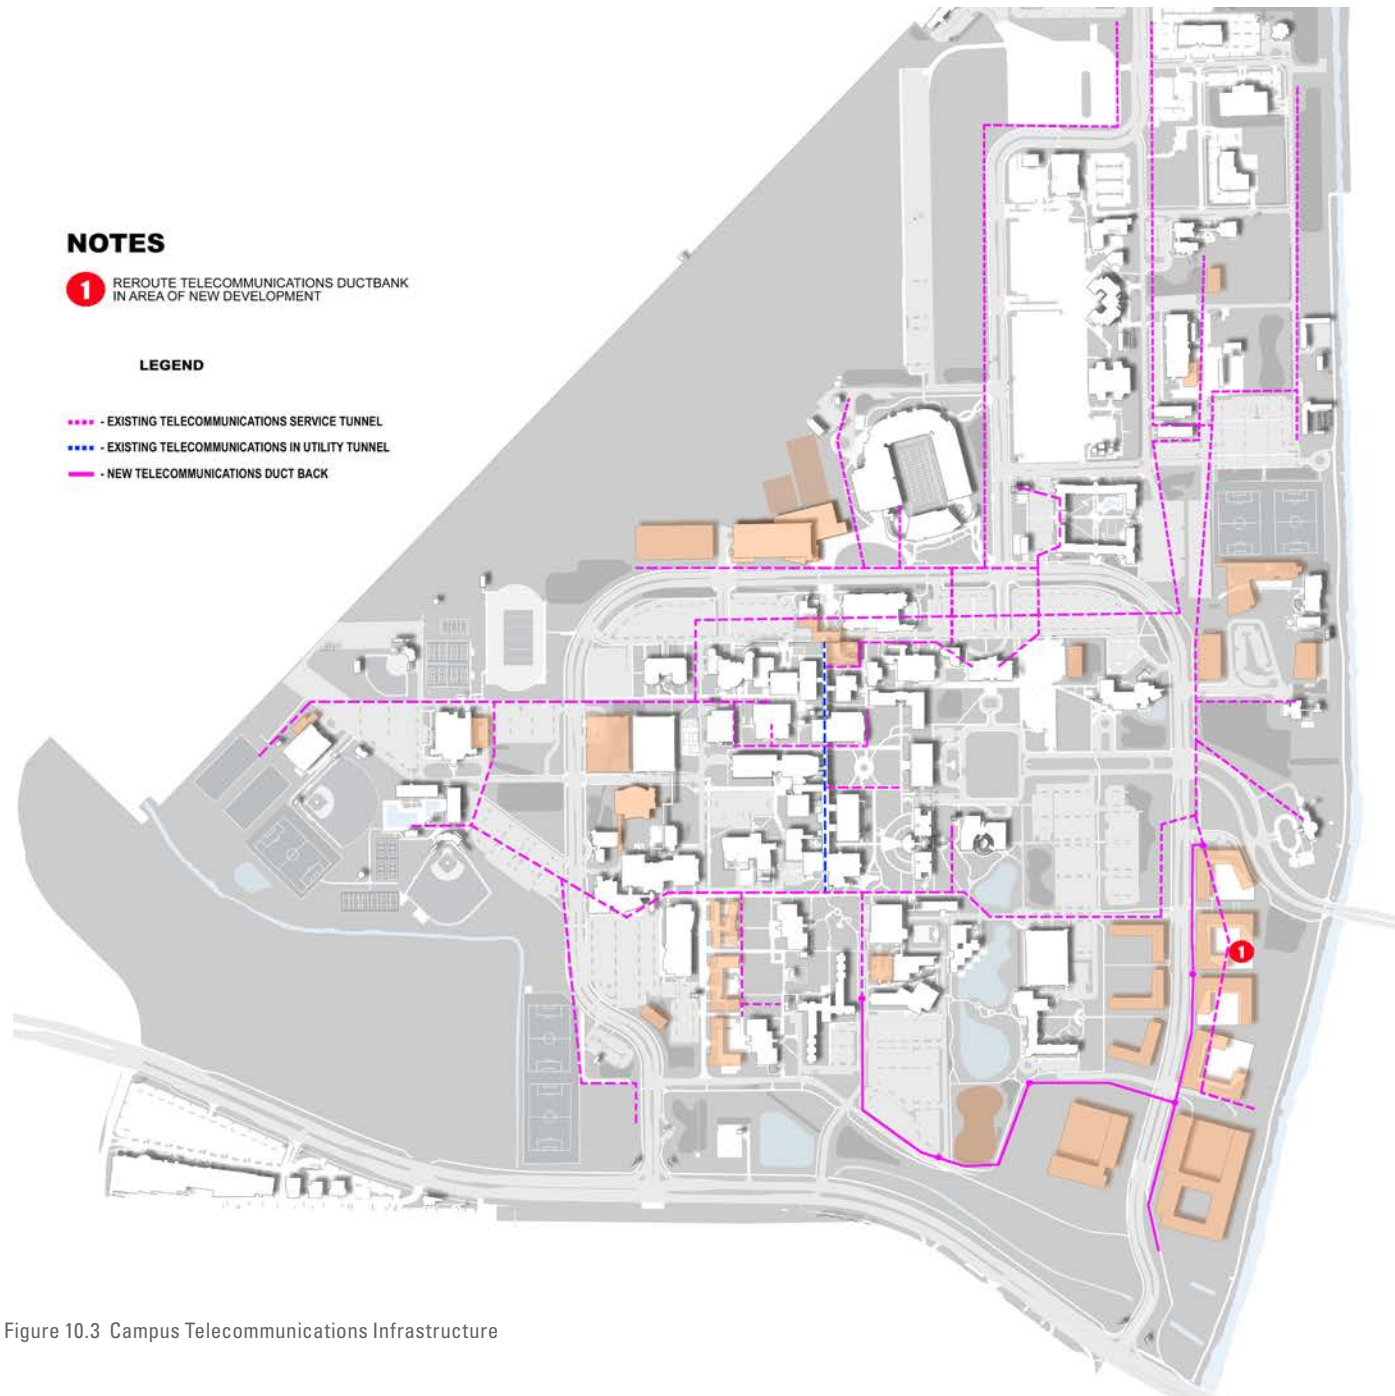 NOTES
1 REROUTE TELECOMMUNICATIONS DUCTBANK
IN AREA OF NEW DEVELOPMENT
LEGEND
- EXISTING TELECOMMUNICATIONS SERVICE TUNNEL
- EXISTING TELECOMMUNICATIONS IN UTILITY TUNNEL
- NEW TELECOMMUNICATIONS DUCT BACK
1
Figure 10.3 Campus Telecommunications Infrastructure